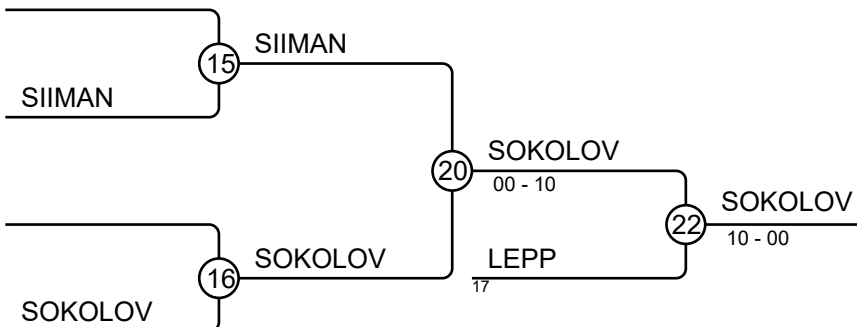 SIIMAN
15
SIIMAN
SOKOLOV
20
00 - 10
SOKOLOV
22
10 - 00
SOKOLOV
16
LEPP
17
SOKOLOV